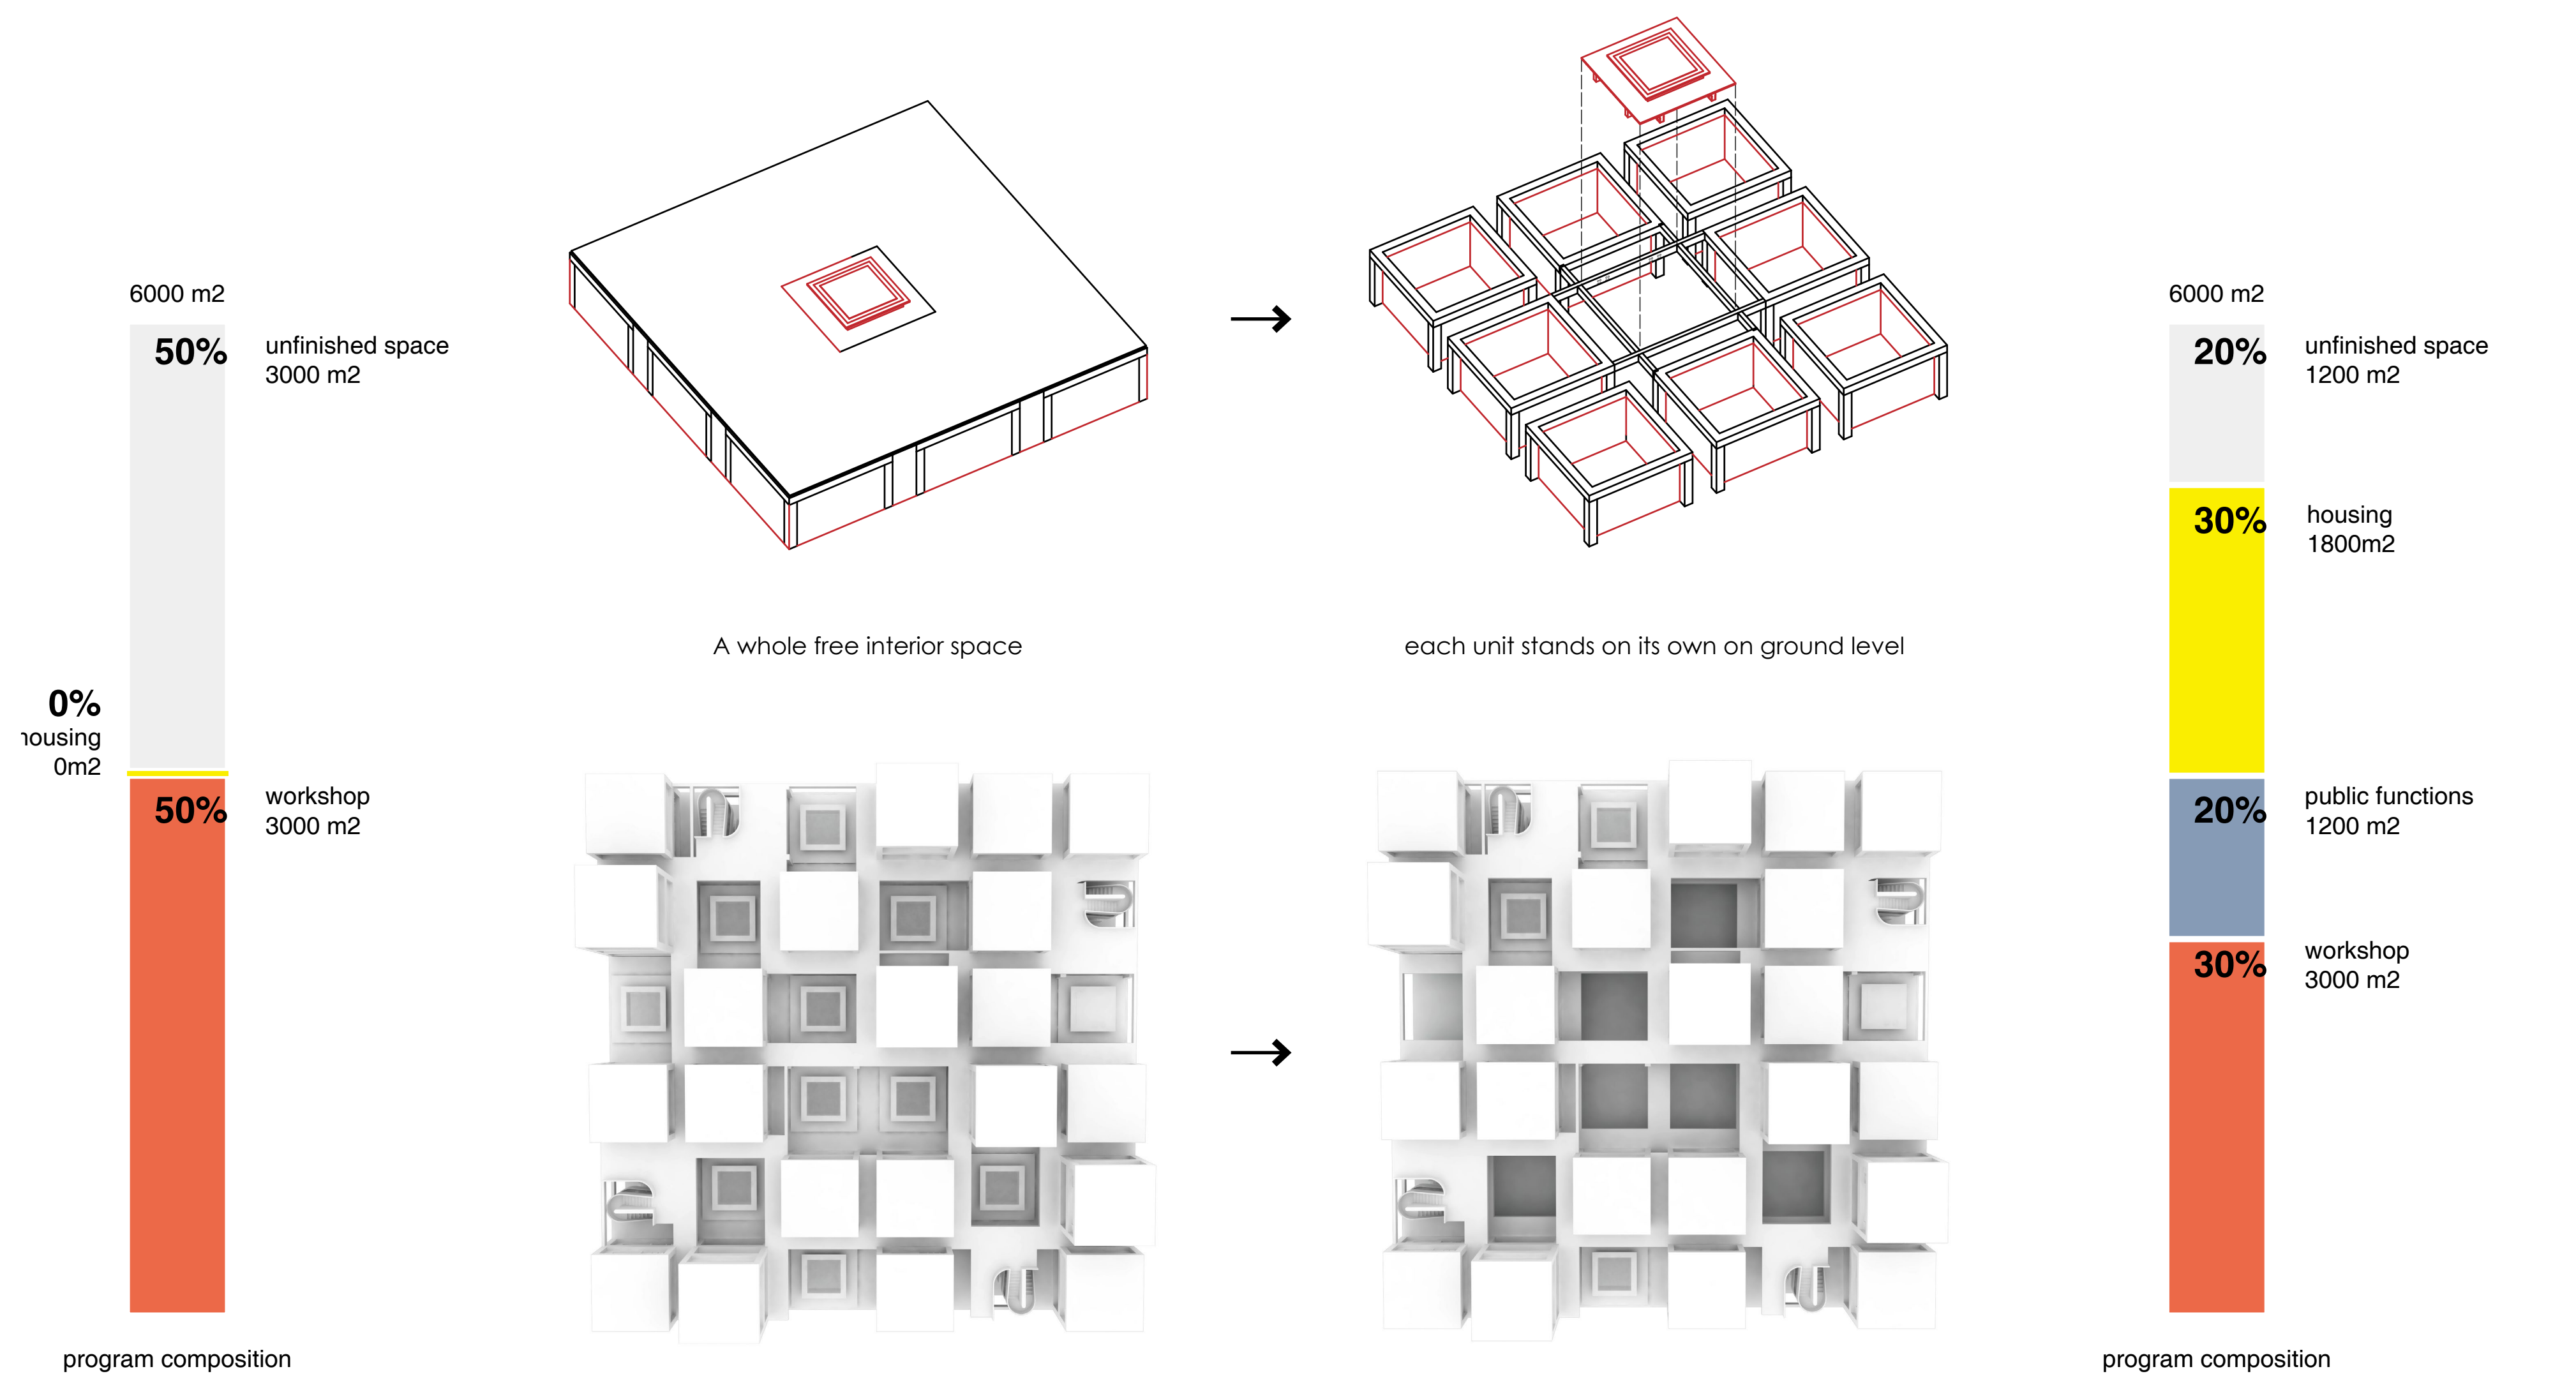 6000 m2
50%
unfinished space
3000 m2
0%
housing
0m2
50%
workshop
3000 m2
program composition
A whole free interior space
each unit stands on its own on ground level
6000 m2
20%
unfinished space
1200 m2
30%
housing
1800m2
20%
public functions
1200 m2
30%
workshop
3000 m2
program composition